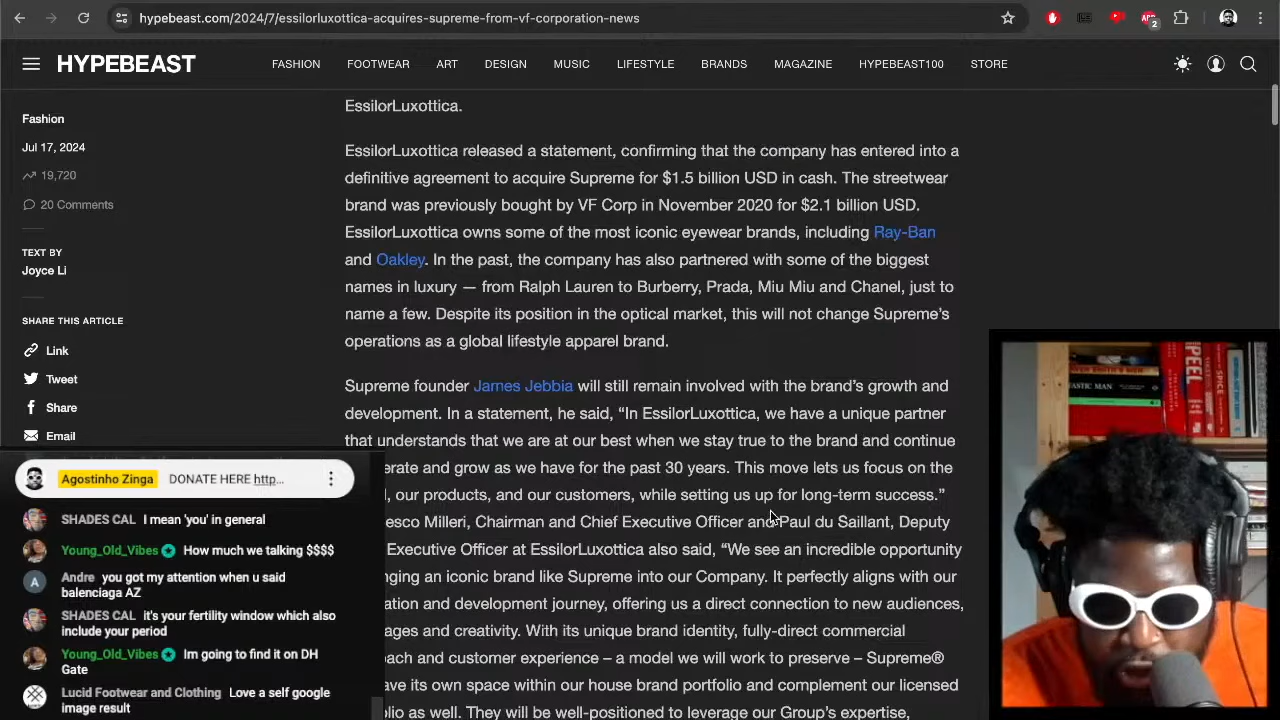 hypebeast.com/2024/7/essilorluxottica-acquires-supreme-from-vf-corporation-news
2
HYPEBEAST
FASHION FOOTWEAR ART DESIGN MUSIC LIFESTYLE BRANDS MAGAZINE HYPEBEAST100 STORE
Fashion
Jul 17, 2024
19,720
20 Comments
TEXT BY
Joyce Li
SHARE THIS ARTICLE
Link
Tweet
Share
Email
EssilorLuxottica.
EssilorLuxottica released a statement, confirming that the company has entered into a
definitive agreement to acquire Supreme for $1.5 billion USD in cash. The streetwear
brand was previously bought by VF Corp in November 2020 for $2.1 billion USD.
EssilorLuxottica owns some of the most iconic eyewear brands, including Ray-Ban
and Oakley. In the past, the company has also partnered with some of the biggest
names in luxury — from Ralph Lauren to Burberry, Prada, Miu Miu and Chanel, just to
name a few. Despite its position in the optical market, this will not change Supreme's
operations as a global lifestyle apparel brand.
Supreme founder James Jebbia will still remain involved with the brand's growth and
development. In a statement, he said, “In EssilorLuxottica, we have a unique partner
that understands that we are at our best when we stay true to the brand and continue
erate and grow as we have for the past 30 years. This move lets us focus on the
, our products, and our customers, while setting us up for long-term success.”
esco Milleri, Chairman and Chief Executive Officer and Paul du Saillant, Deputy
Executive Officer at EssilorLuxottica also said, “We see an incredible opportunity
nging an iconic brand like Supreme into our Company. It perfectly aligns with our
ation and development journey, offering us a direct connection to new audiences,
ages and creativity. With its unique brand identity, fully-direct commercial
ach and customer experience – a model we will work to preserve – Supreme®
ave its own space within our house brand portfolio and complement our licensed
lio as well. They will be well-positioned to leverage our Group's expertise,
Agostinho Zinga DONATE HERE http...
SHADES CAL I mean 'you' in general
Young_Old_Vibes How much we talking $$$$
A Andre you got my attention when u said
balenciaga AZ
SHADES CAL it's your fertility window which also
include your period
Young_Old_Vibes Im going to find it on DH
Gate
Lucid Footwear and Clothing Love a self google
image result
FASTIC MAN
PEEL
SPICE